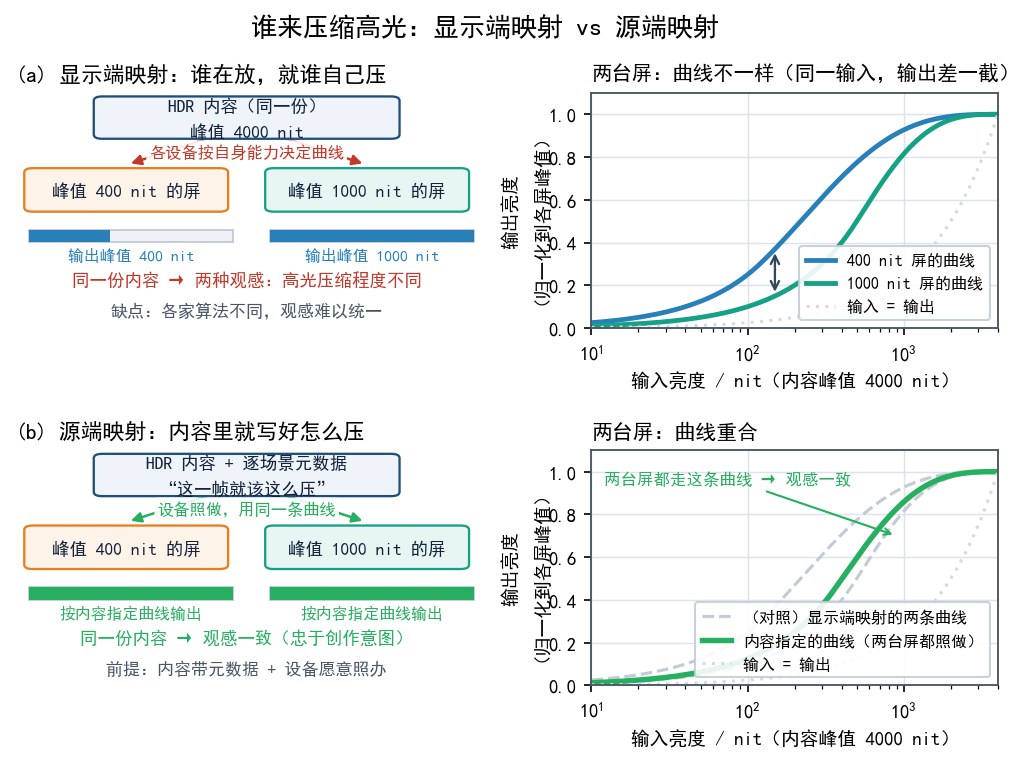 谁来压缩高光：显示端映射 vs 源端映射
(a) 显示端映射：谁在放，就谁自己压
HDR 内容（同一份）
峰值 4000 nit
各设备按自身能力决定曲线
峰值 400 nit 的屏
峰值 1000 nit 的屏
输出峰值 400 nit
输出峰值 1000 nit
同一份内容 → 两种观感：高光压缩程度不同
缺点：各家算法不同，观感难以统一
两台屏：曲线不一样（同一输入，输出差一截）
输出亮度
（归一化到各屏峰值）
1.0
0.8
0.6
0.4
0.2
0.0
400 nit 屏的曲线
1000 nit 屏的曲线
输入 = 输出
10¹
10²
10³
输入亮度 / nit（内容峰值 4000 nit）
(b) 源端映射：内容里就写好怎么压
HDR 内容 + 逐场景元数据
“这一帧就该这么压”
设备照做，用同一条曲线
峰值 400 nit 的屏
峰值 1000 nit 的屏
按内容指定曲线输出
按内容指定曲线输出
同一份内容 → 观感一致（忠于创作意图）
前提：内容带元数据 + 设备愿意照办
两台屏：曲线重合
输出亮度
（归一化到各屏峰值）
1.0
0.8
0.6
0.4
0.2
0.0
两台屏都走这条曲线 → 观感一致
（对照）显示端映射的两条曲线
内容指定的曲线（两台屏都照做）
输入 = 输出
10¹
10²
10³
输入亮度 / nit（内容峰值 4000 nit）